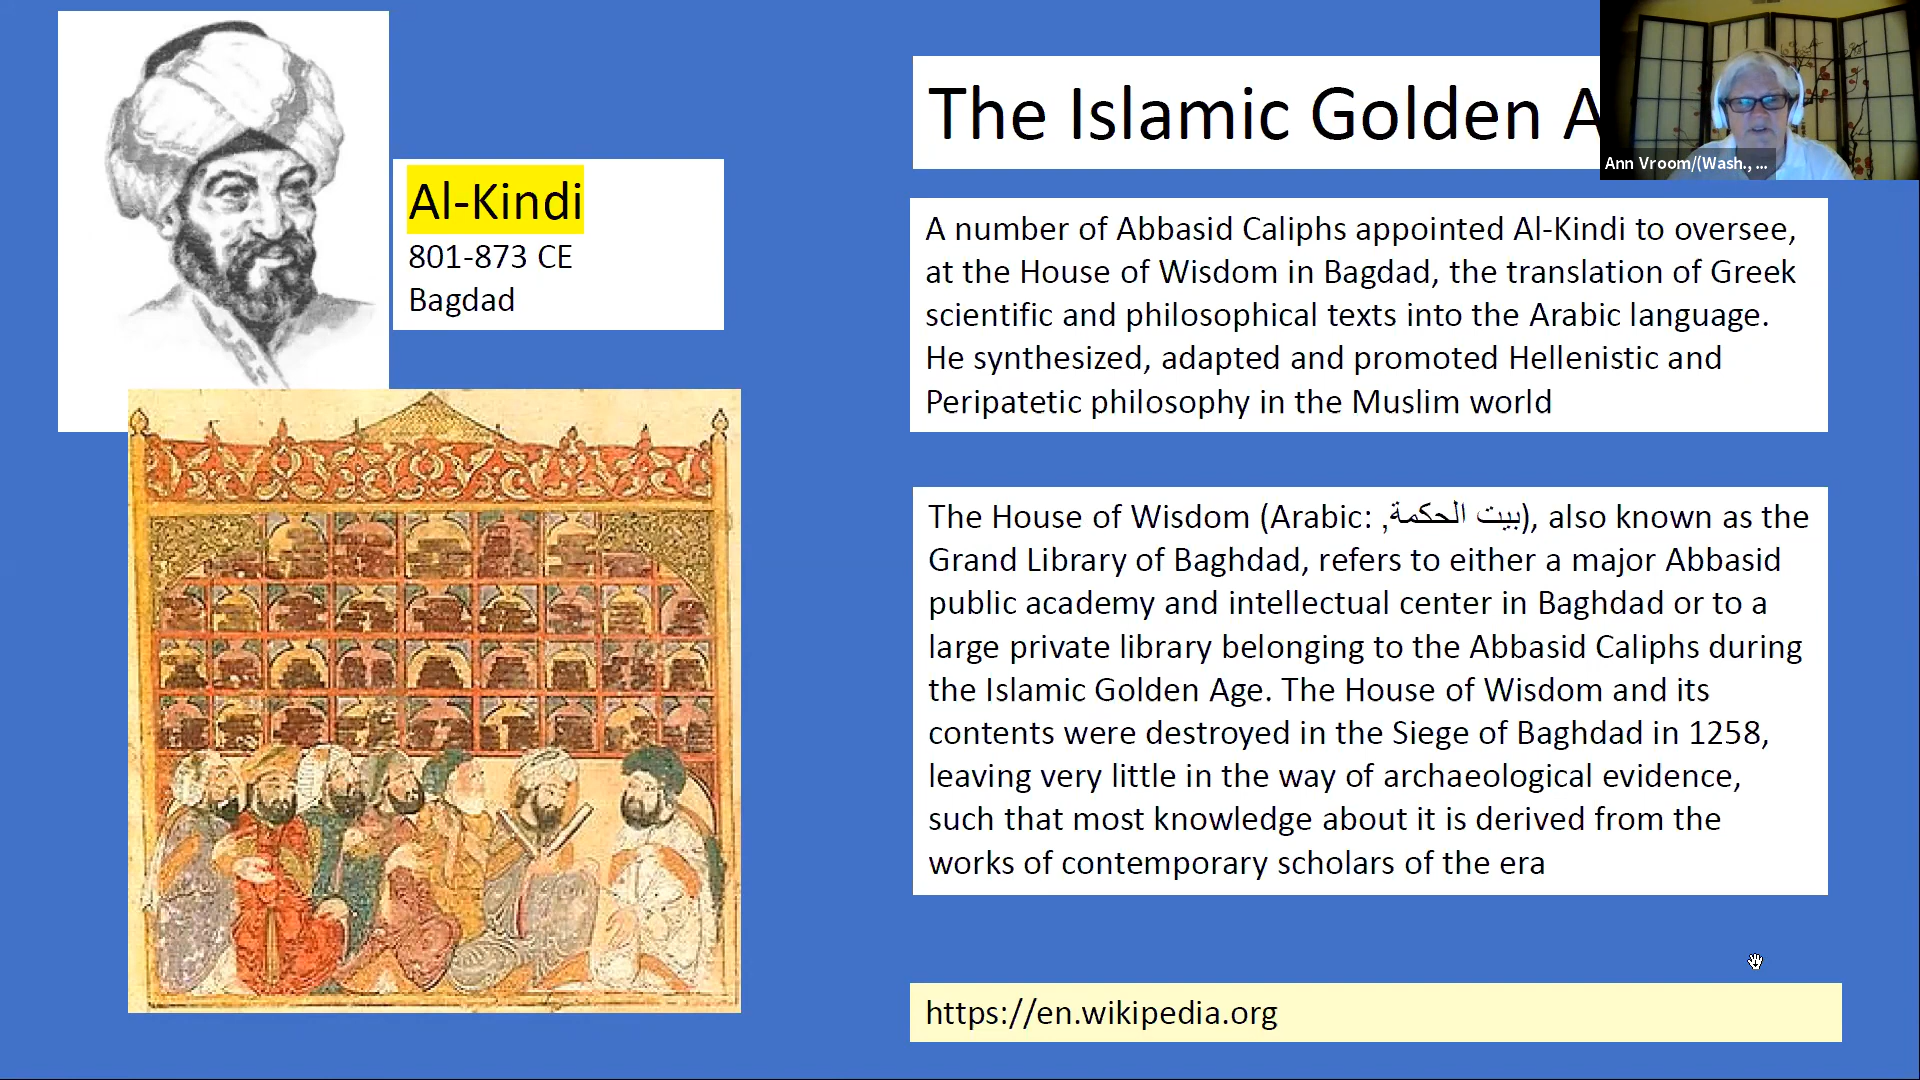 The Islamic Golden A
Ann Vroom/(Wash., ...
Al-Kindi
801-873 CE
Bagdad
A number of Abbasid Caliphs appointed Al-Kindi to oversee,
at the House of Wisdom in Bagdad, the translation of Greek
scientific and philosophical texts into the Arabic language.
He synthesized, adapted and promoted Hellenistic and
Peripatetic philosophy in the Muslim world
The House of Wisdom (Arabic: بيت الحكمة,), also known as the
Grand Library of Baghdad, refers to either a major Abbasid
public academy and intellectual center in Baghdad or to a
large private library belonging to the Abbasid Caliphs during
the Islamic Golden Age. The House of Wisdom and its
contents were destroyed in the Siege of Baghdad in 1258,
leaving very little in the way of archaeological evidence,
such that most knowledge about it is derived from the
works of contemporary scholars of the era
https://en.wikipedia.org